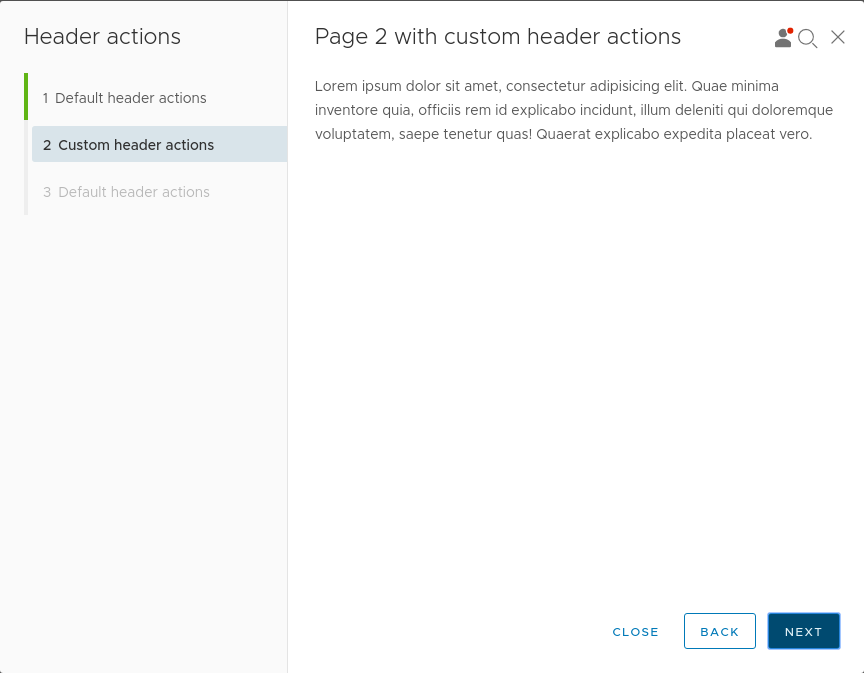 Header actions
1 Default header actions
2 Custom header actions
3 Default header actions
Page 2 with custom header actions
Lorem ipsum dolor sit amet, consectetur adipisicing elit. Quae minima
inventore quia, officiis rem id explicabo incidunt, illum deleniti qui doloremque
voluptatem, saepe tenetur quas! Quaerat explicabo expedita placeat vero.
CLOSE
BACK
NEXT